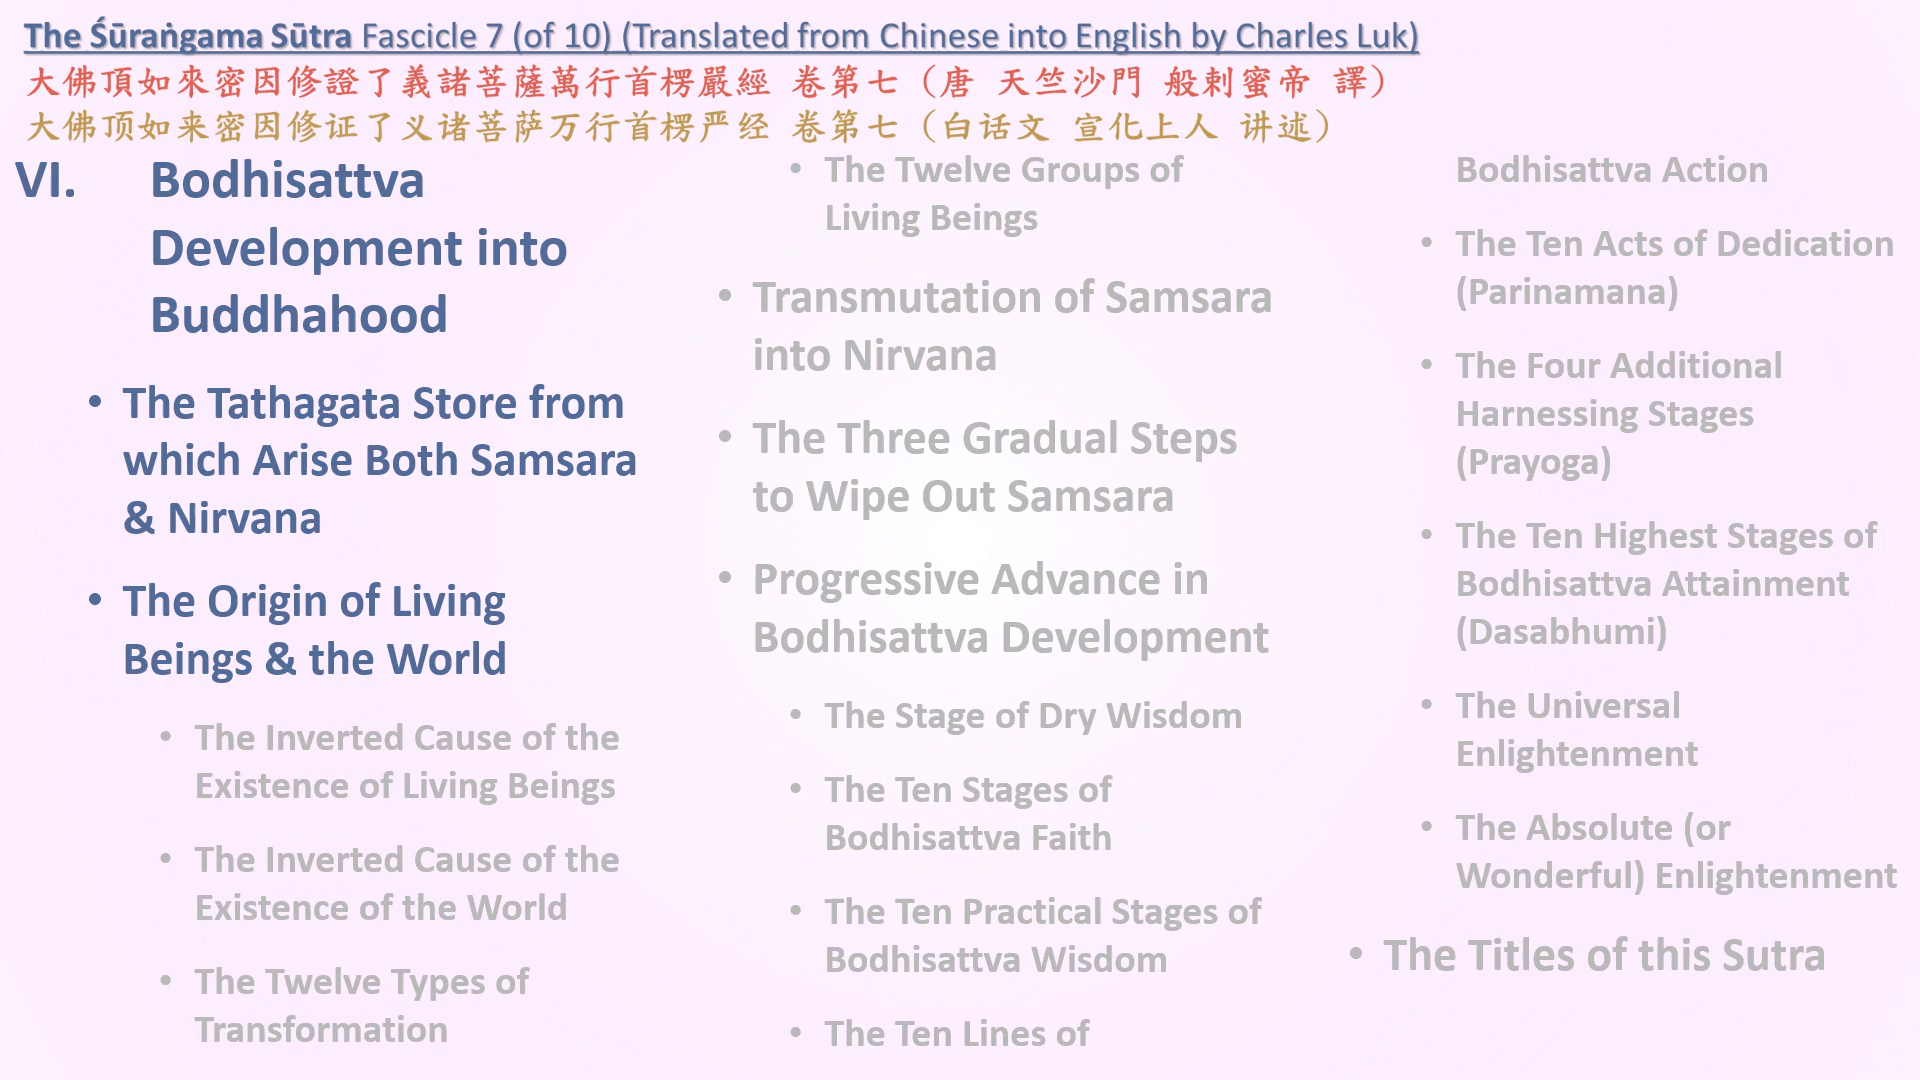 The Śūraṅgama Sūtra Fascicle 7 (of 10) (Translated from Chinese into English by Charles Luk)
大佛頂如來密因修證了義諸菩薩萬行首楞嚴經 卷第七（唐 天竺沙門 般剌蜜帝 譯）
大佛顶如来密因修证了义诸菩萨万行首楞严经 卷第七（白话文 宣化上人 讲述）
VI. Bodhisattva
Development into
Buddhahood
• The Tathagata Store from
which Arise Both Samsara
& Nirvana
• The Origin of Living
Beings & the World
• The Inverted Cause of the
Existence of Living Beings
• The Inverted Cause of the
Existence of the World
• The Twelve Types of
Transformation
• The Twelve Groups of
Living Beings
• Transmutation of Samsara
into Nirvana
• The Three Gradual Steps
to Wipe Out Samsara
• Progressive Advance in
Bodhisattva Development
• The Stage of Dry Wisdom
• The Ten Stages of
Bodhisattva Faith
• The Ten Practical Stages of
Bodhisattva Wisdom
• The Ten Lines of
Bodhisattva Action
• The Ten Acts of Dedication
(Parinamana)
• The Four Additional
Harnessing Stages
(Prayoga)
• The Ten Highest Stages of
Bodhisattva Attainment
(Dasabhumi)
• The Universal
Enlightenment
• The Absolute (or
Wonderful) Enlightenment
• The Titles of this Sutra